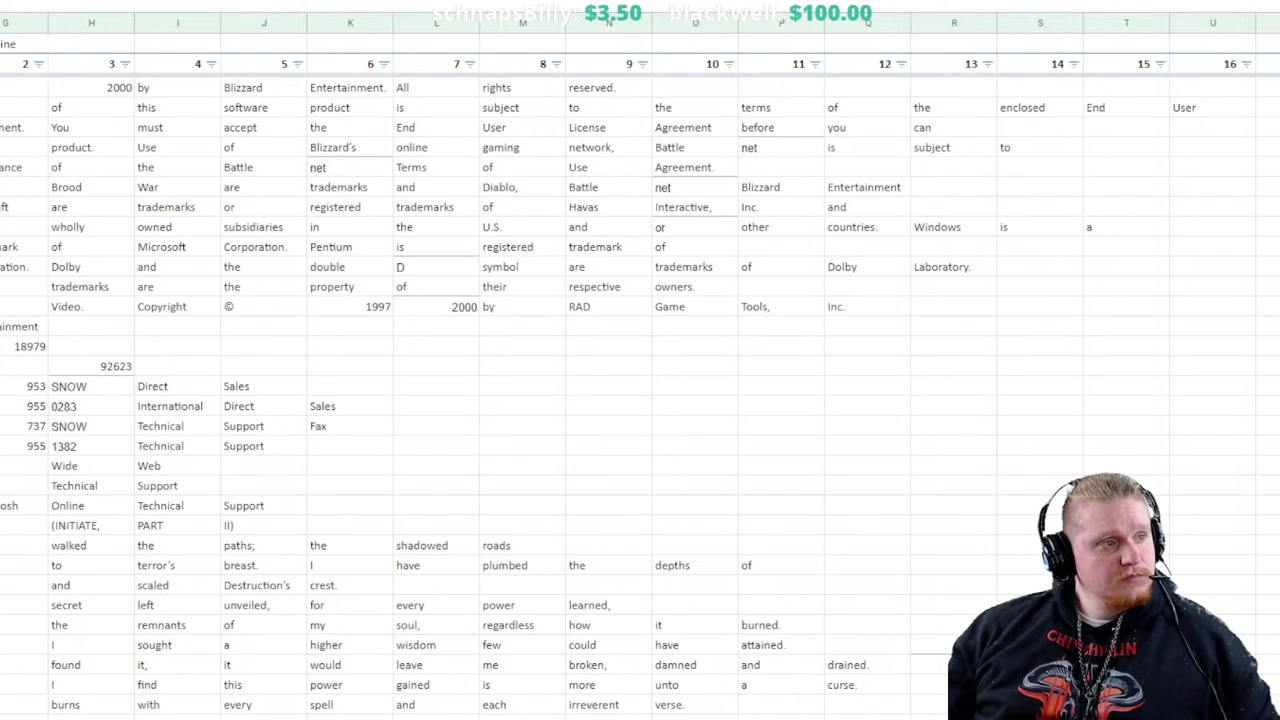 schnapsBilly: $3.50 blackwell: $100.00
H I J K L M N O P Q R S T U
ine
2 3 4 5 6 7 8 9 10 11 12 13 14 15 16
2000 by Blizzard Entertainment. All rights reserved.
of this software product is subject to the terms of the enclosed End User
ment. You must accept the End User License Agreement before you can
product. Use of Blizzard's online gaming network, Battle net is subject to
ance of the Battle net Terms of Use Agreement.
Brood War are trademarks and Diablo, Battle net Blizzard Entertainment
ft are trademarks or registered trademarks of Havas Interactive, Inc. and
wholly owned subsidiaries in the U.S. and or other countries. Windows is a
ark of Microsoft Corporation. Pentium is registered trademark of
ation. Dolby and the double D symbol are trademarks of Dolby Laboratory.
trademarks are the property of their respective owners.
Video. Copyright © 1997 2000 by RAD Game Tools, Inc.
ainment
18979
92623
953 SNOW Direct Sales
955 0283 International Direct Sales
737 SNOW Technical Support Fax
955 1382 Technical Support
Wide Web
Technical Support
osh Online Technical Support
(INITIATE, PART II)
walked the paths; the shadowed roads
to terror's breast. I have plumbed the depths of
and scaled Destruction's crest.
secret left unveiled, for every power learned,
the remnants of my soul, regardless how it burned.
I sought a higher wisdom few could have attained.
found it, it would leave me broken, damned and drained.
I find this power gained is more unto a curse.
burns with every spell and each irreverent verse.